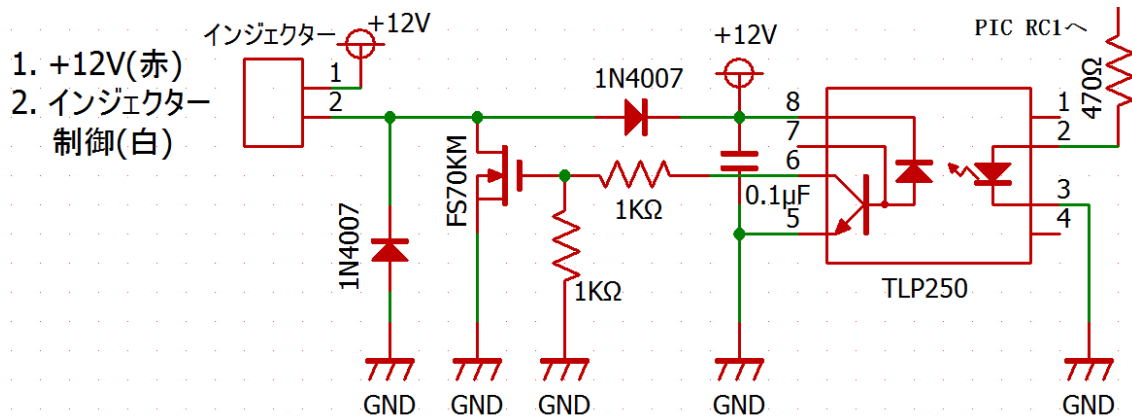 インジェクター
+12V
1. +12V(赤)
2. インジェクター
制御(白)
1
2
1N4007
+12V
PIC RC1へ
470Ω
8
7
6
5
1
2
3
4
FS70KM
1KΩ
0.1µF
1N4007
1KΩ
TLP250
GND
GND
GND
GND
GND